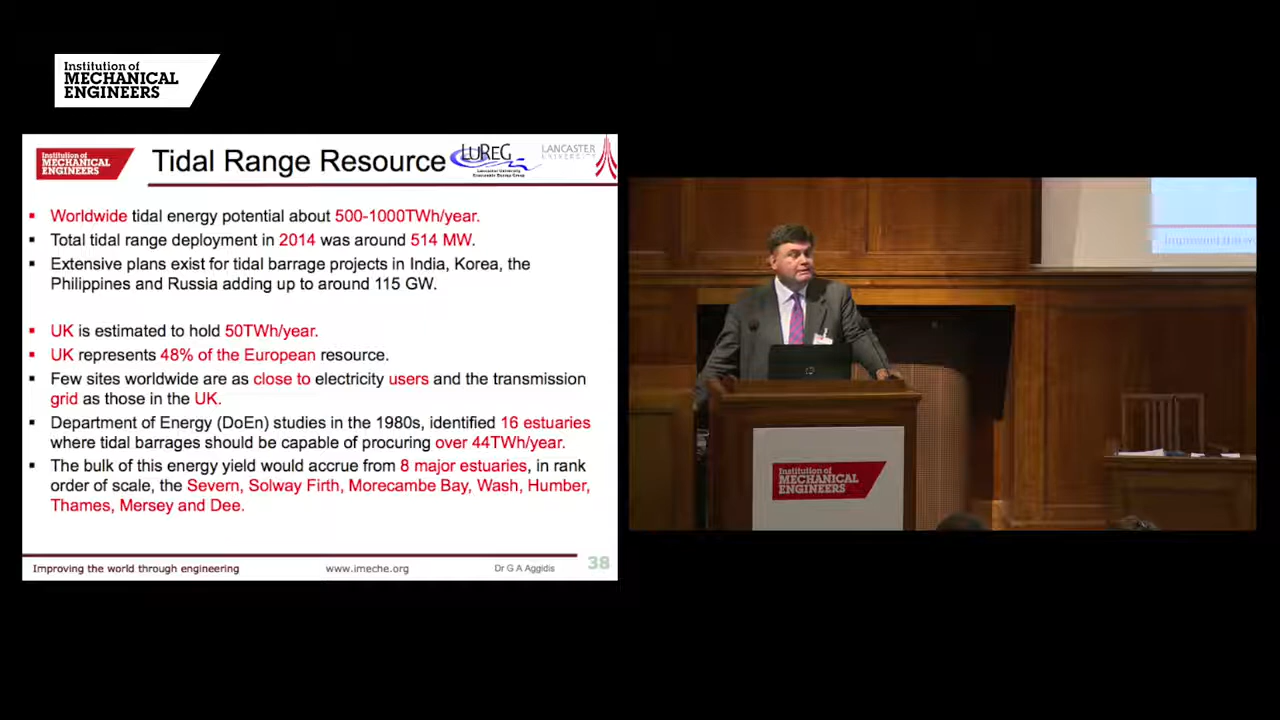 Institution of
MECHANICAL
ENGINEERS
Institution of
MECHANICAL
ENGINEERS
Tidal Range Resource
LUREG
Lancaster University
Renewable Energy Group
LANCASTER
UNIVERSITY
▪ Worldwide tidal energy potential about 500-1000TWh/year.
▪ Total tidal range deployment in 2014 was around 514 MW.
▪ Extensive plans exist for tidal barrage projects in India, Korea, the
Philippines and Russia adding up to around 115 GW.
▪ UK is estimated to hold 50TWh/year.
▪ UK represents 48% of the European resource.
▪ Few sites worldwide are as close to electricity users and the transmission
grid as those in the UK.
▪ Department of Energy (DoEn) studies in the 1980s, identified 16 estuaries
where tidal barrages should be capable of procuring over 44TWh/year.
▪ The bulk of this energy yield would accrue from 8 major estuaries, in rank
order of scale, the Severn, Solway Firth, Morecambe Bay, Wash, Humber,
Thames, Mersey and Dee.
Improving the world through engineering
www.imeche.org
Dr G A Aggidis
38
Improving the w
Institution of
MECHANICAL
ENGINEERS